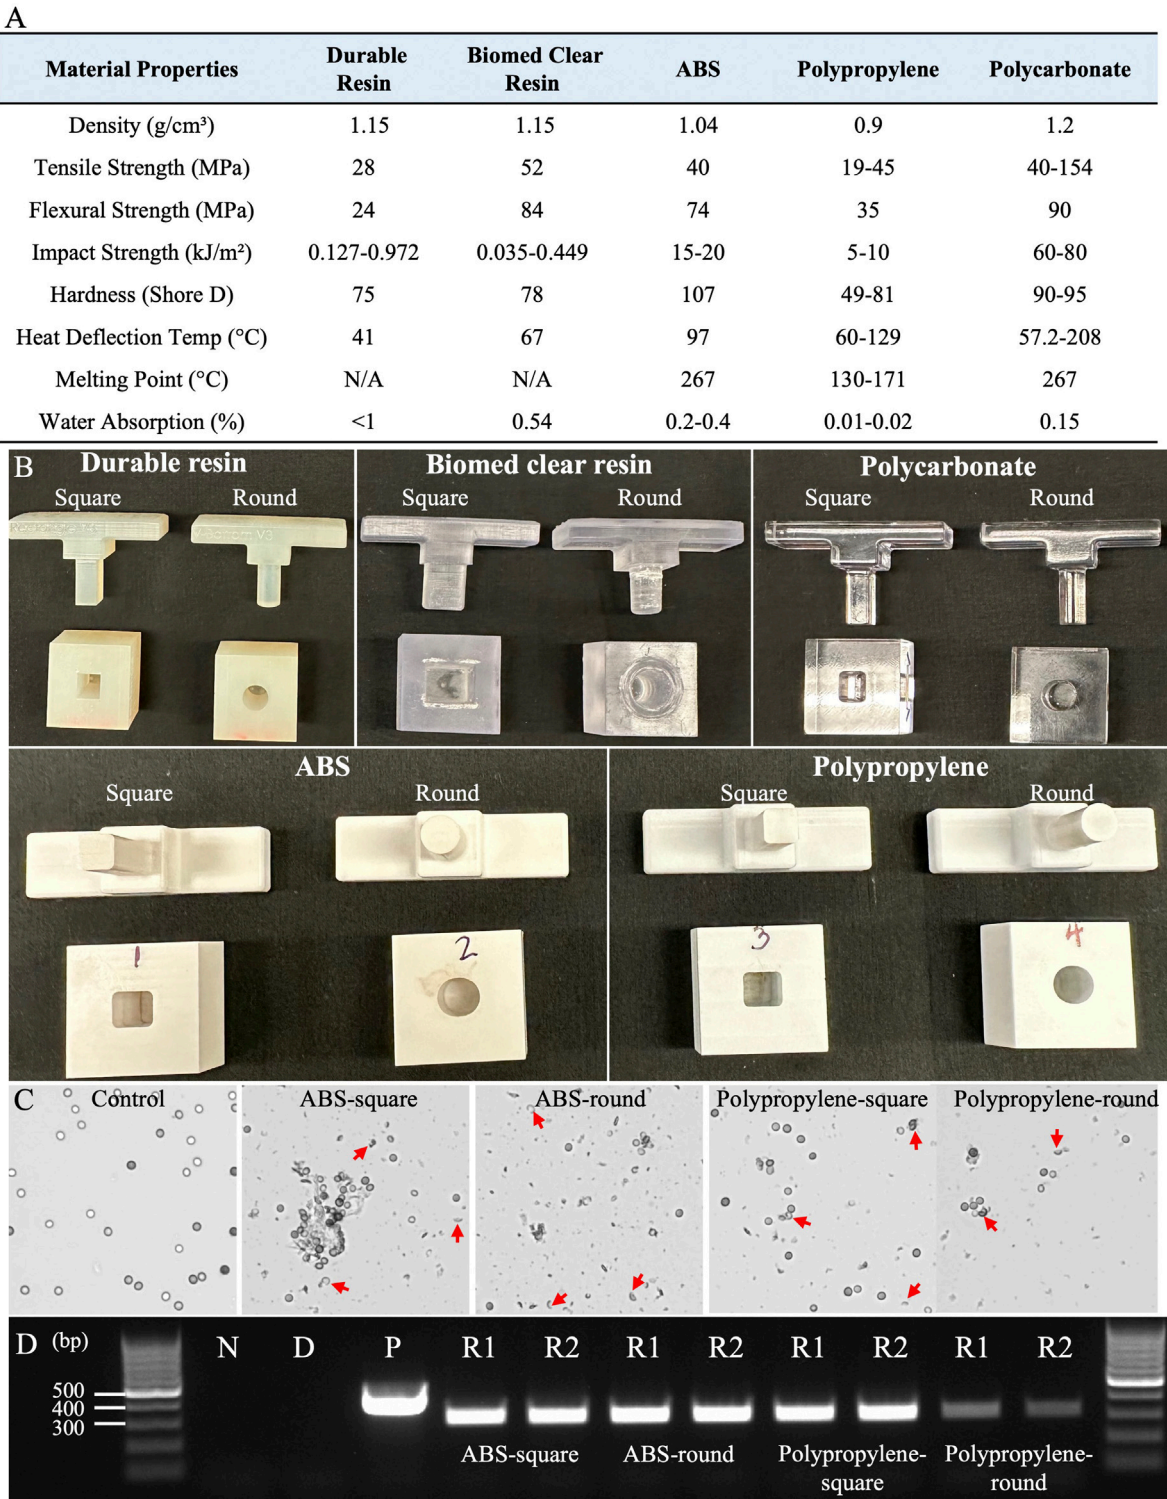 A
Material Properties Durable Resin Biomed Clear Resin ABS Polypropylene Polycarbonate
Density (g/cm³) 1.15 1.15 1.04 0.9 1.2
Tensile Strength (MPa) 28 52 40 19-45 40-154
Flexural Strength (MPa) 24 84 74 35 90
Impact Strength (kJ/m²) 0.127-0.972 0.035-0.449 15-20 5-10 60-80
Hardness (Shore D) 75 78 107 49-81 90-95
Heat Deflection Temp (°C) 41 67 97 60-129 57.2-208
Melting Point (°C) N/A N/A 267 130-171 267
Water Absorption (%) <1 0.54 0.2-0.4 0.01-0.02 0.15
B Durable resin Biomed clear resin Polycarbonate
Square Round Square Round Square Round
ABS Polypropylene
Square Round Square Round
1 2 3 4
C Control ABS-square ABS-round Polypropylene-square Polypropylene-round
D (bp) N D P R1 R2 R1 R2 R1 R2 R1 R2
500
400
300
ABS-square ABS-round Polypropylene-square Polypropylene-round